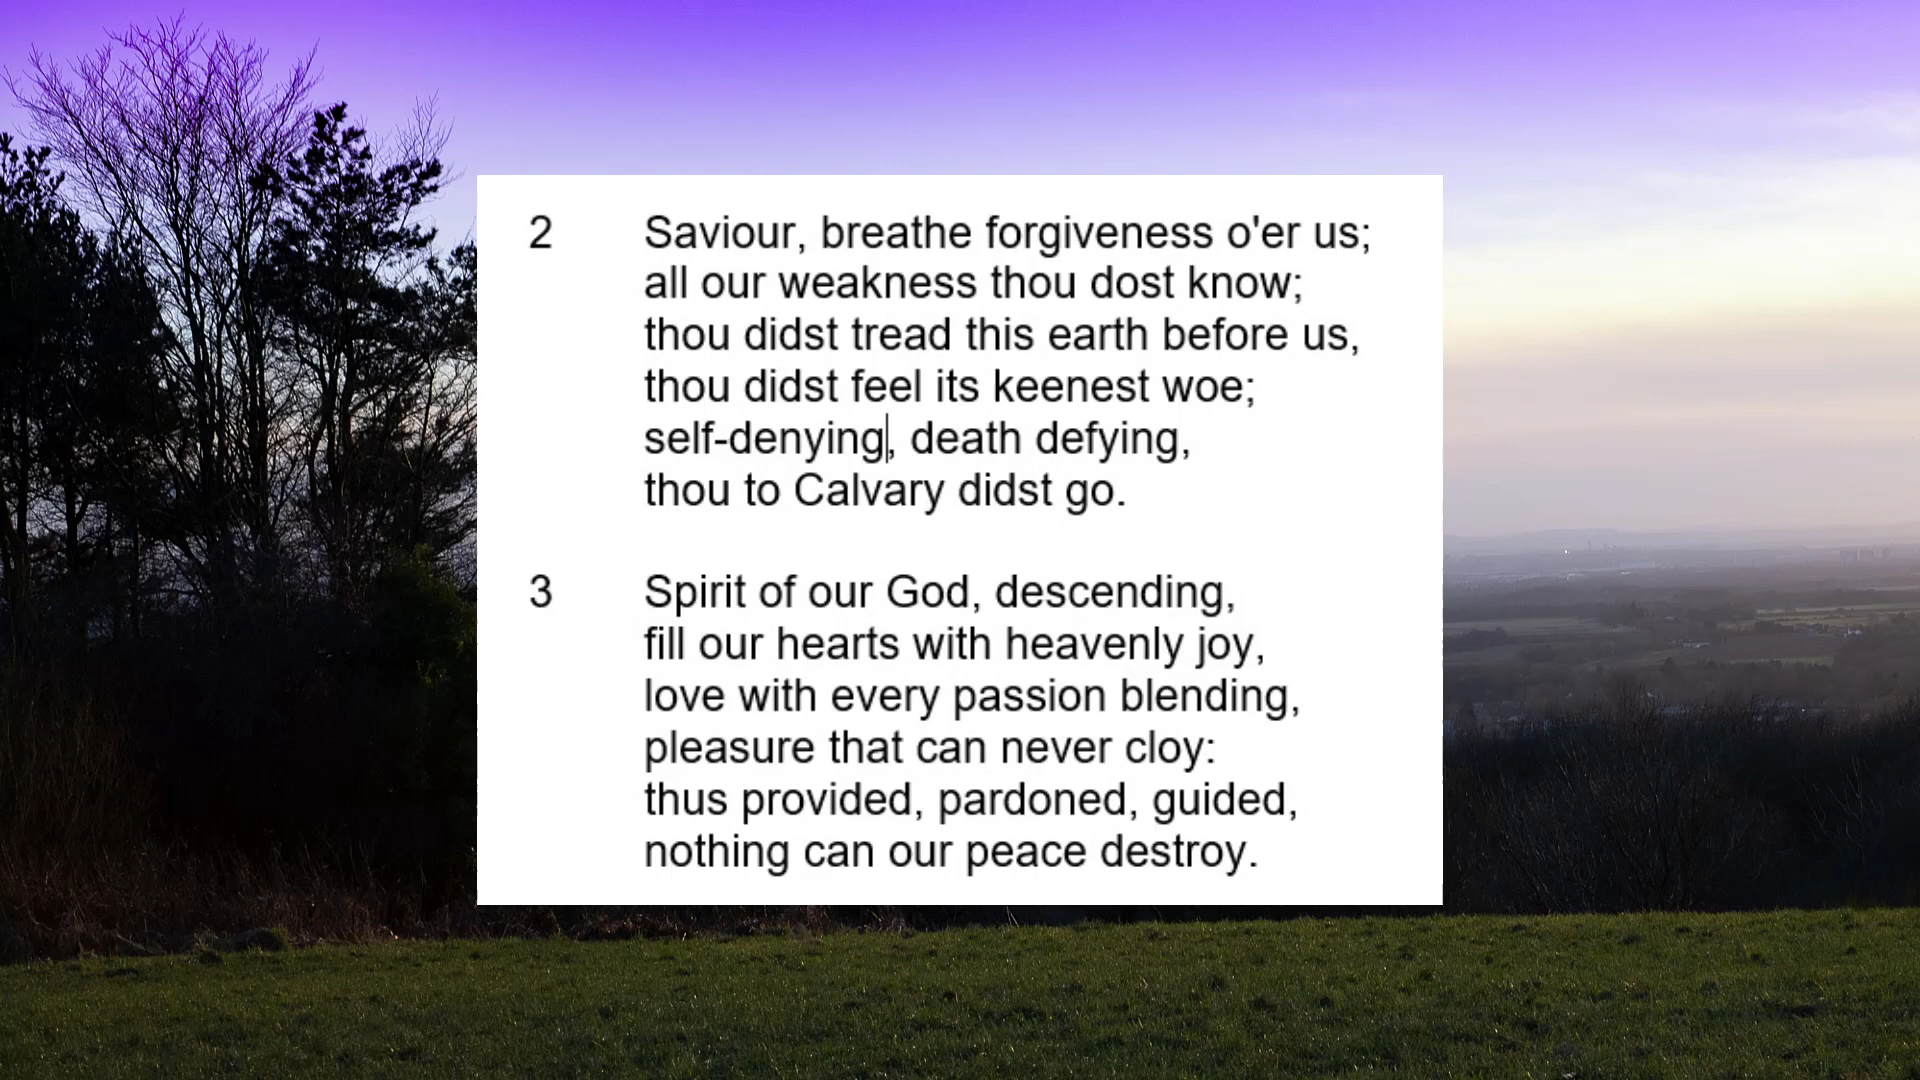 2 Saviour, breathe forgiveness o'er us;
all our weakness thou dost know;
thou didst tread this earth before us,
thou didst feel its keenest woe;
self-denying, death defying,
thou to Calvary didst go.
3 Spirit of our God, descending,
fill our hearts with heavenly joy,
love with every passion blending,
pleasure that can never cloy:
thus provided, pardoned, guided,
nothing can our peace destroy.